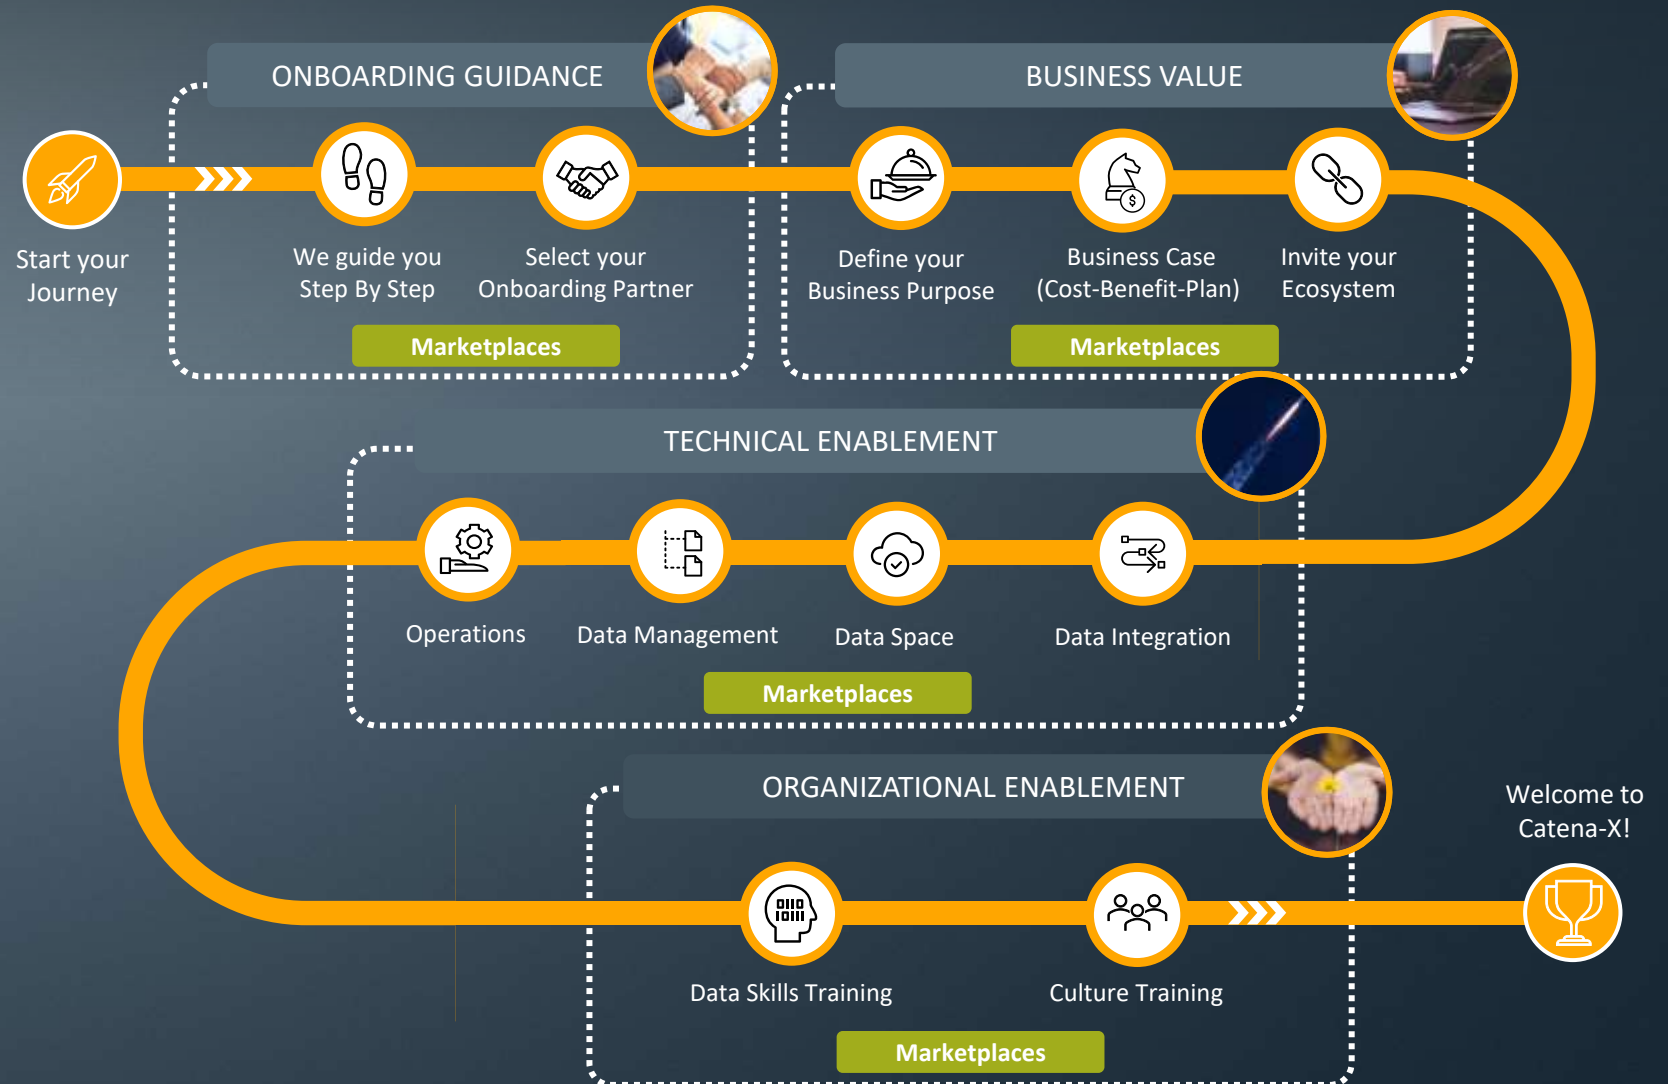 ONBOARDING GUIDANCE
BUSINESS VALUE
Start your
Journey
We guide you
Step By Step
Select your
Onboarding Partner
Marketplaces
Define your
Business Purpose
Business Case
(Cost-Benefit-Plan)
Invite your
Ecosystem
Marketplaces
TECHNICAL ENABLEMENT
Operations
Data Management
Data Space
Data Integration
Marketplaces
ORGANIZATIONAL ENABLEMENT
Data Skills Training
Culture Training
Marketplaces
Welcome to
Catena-X!